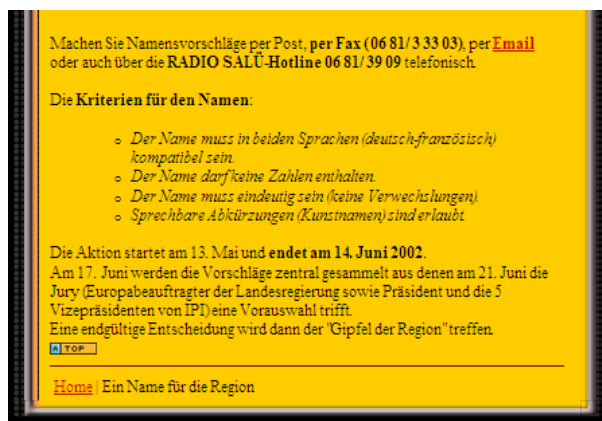 Machen Sie Namensvorschläge per Post, per Fax (06 81/ 3 33 03), per Email
oder auch über die RADIO SALÜ-Hotline 06 81/ 39 09 telefonisch.
Die Kriterien für den Namen:
Der Name muss in beiden Sprachen (deutsch-französisch)
kompatibel sein.
Der Name darf keine Zahlen enthalten.
Der Name muss eindeutig sein (keine Verwechslungen).
Sprechbare Abkürzungen (Kunstnamen) sind erlaubt.
Die Aktion startet am 13. Mai und endet am 14. Juni 2002.
Am 17. Juni werden die Vorschläge zentral gesammelt aus denen am 21. Juni die
Jury (Europabeauftragter der Landesregierung sowie Präsident und die 5
Vizepräsidenten von IPI) eine Vorauswahl trifft.
Eine endgültige Entscheidung wird dann der "Gipfel der Region" treffen.
TOP
Home | Ein Name für die Region